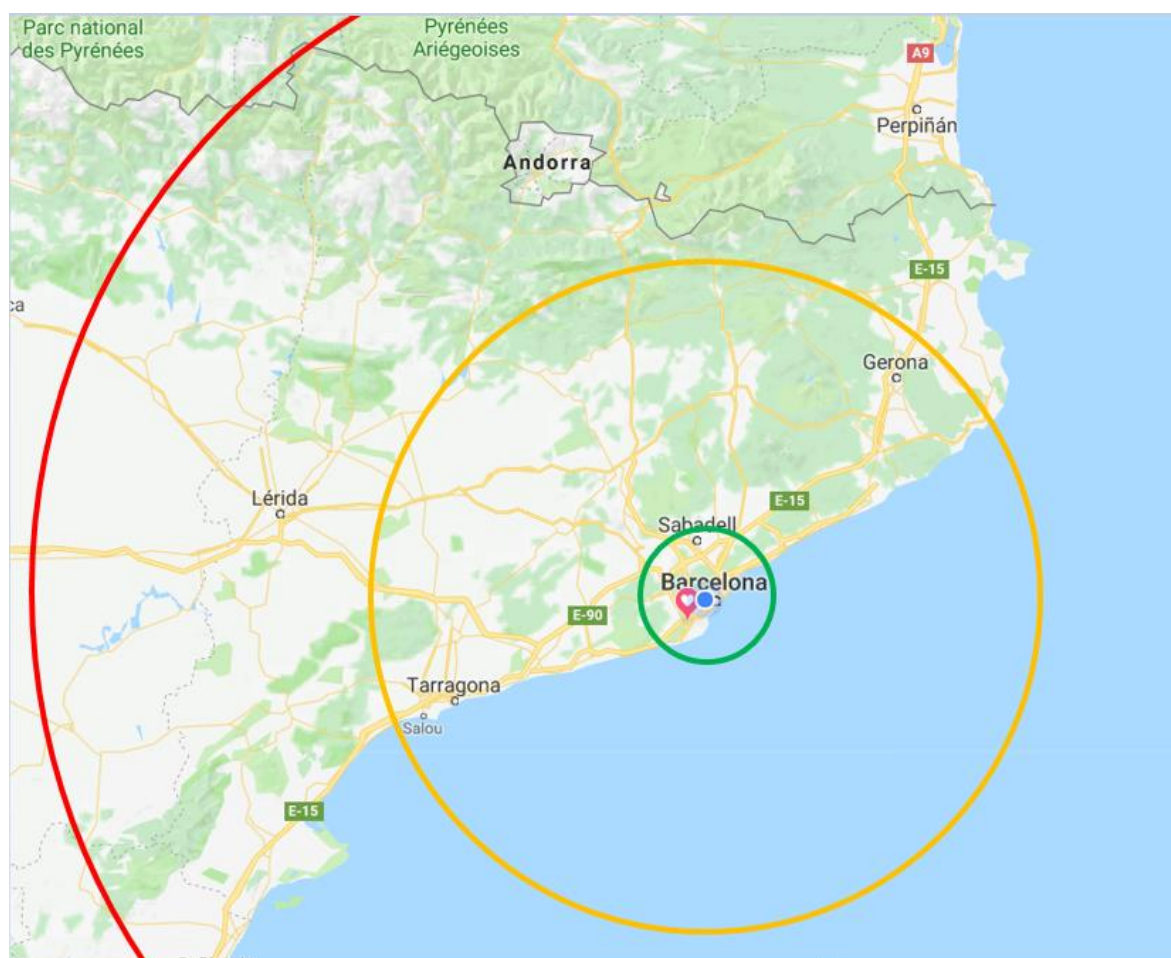 Parc national
des Pyrénées
Pyrénées
Ariégeoises
A9
Perpiñán
Andorra
E-15
ca
Gerona
Lérida
E-15
Sabadell
Barcelona
E-90
Tarragona
Salou
E-15